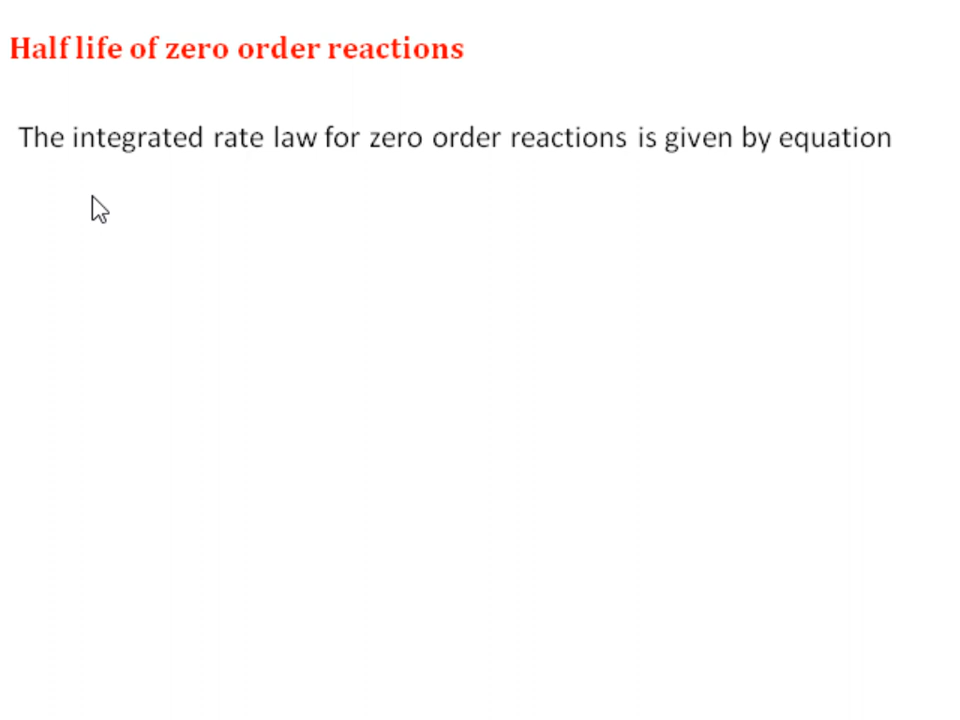 Half life of zero order reactions
The integrated rate law for zero order reactions is given by equation